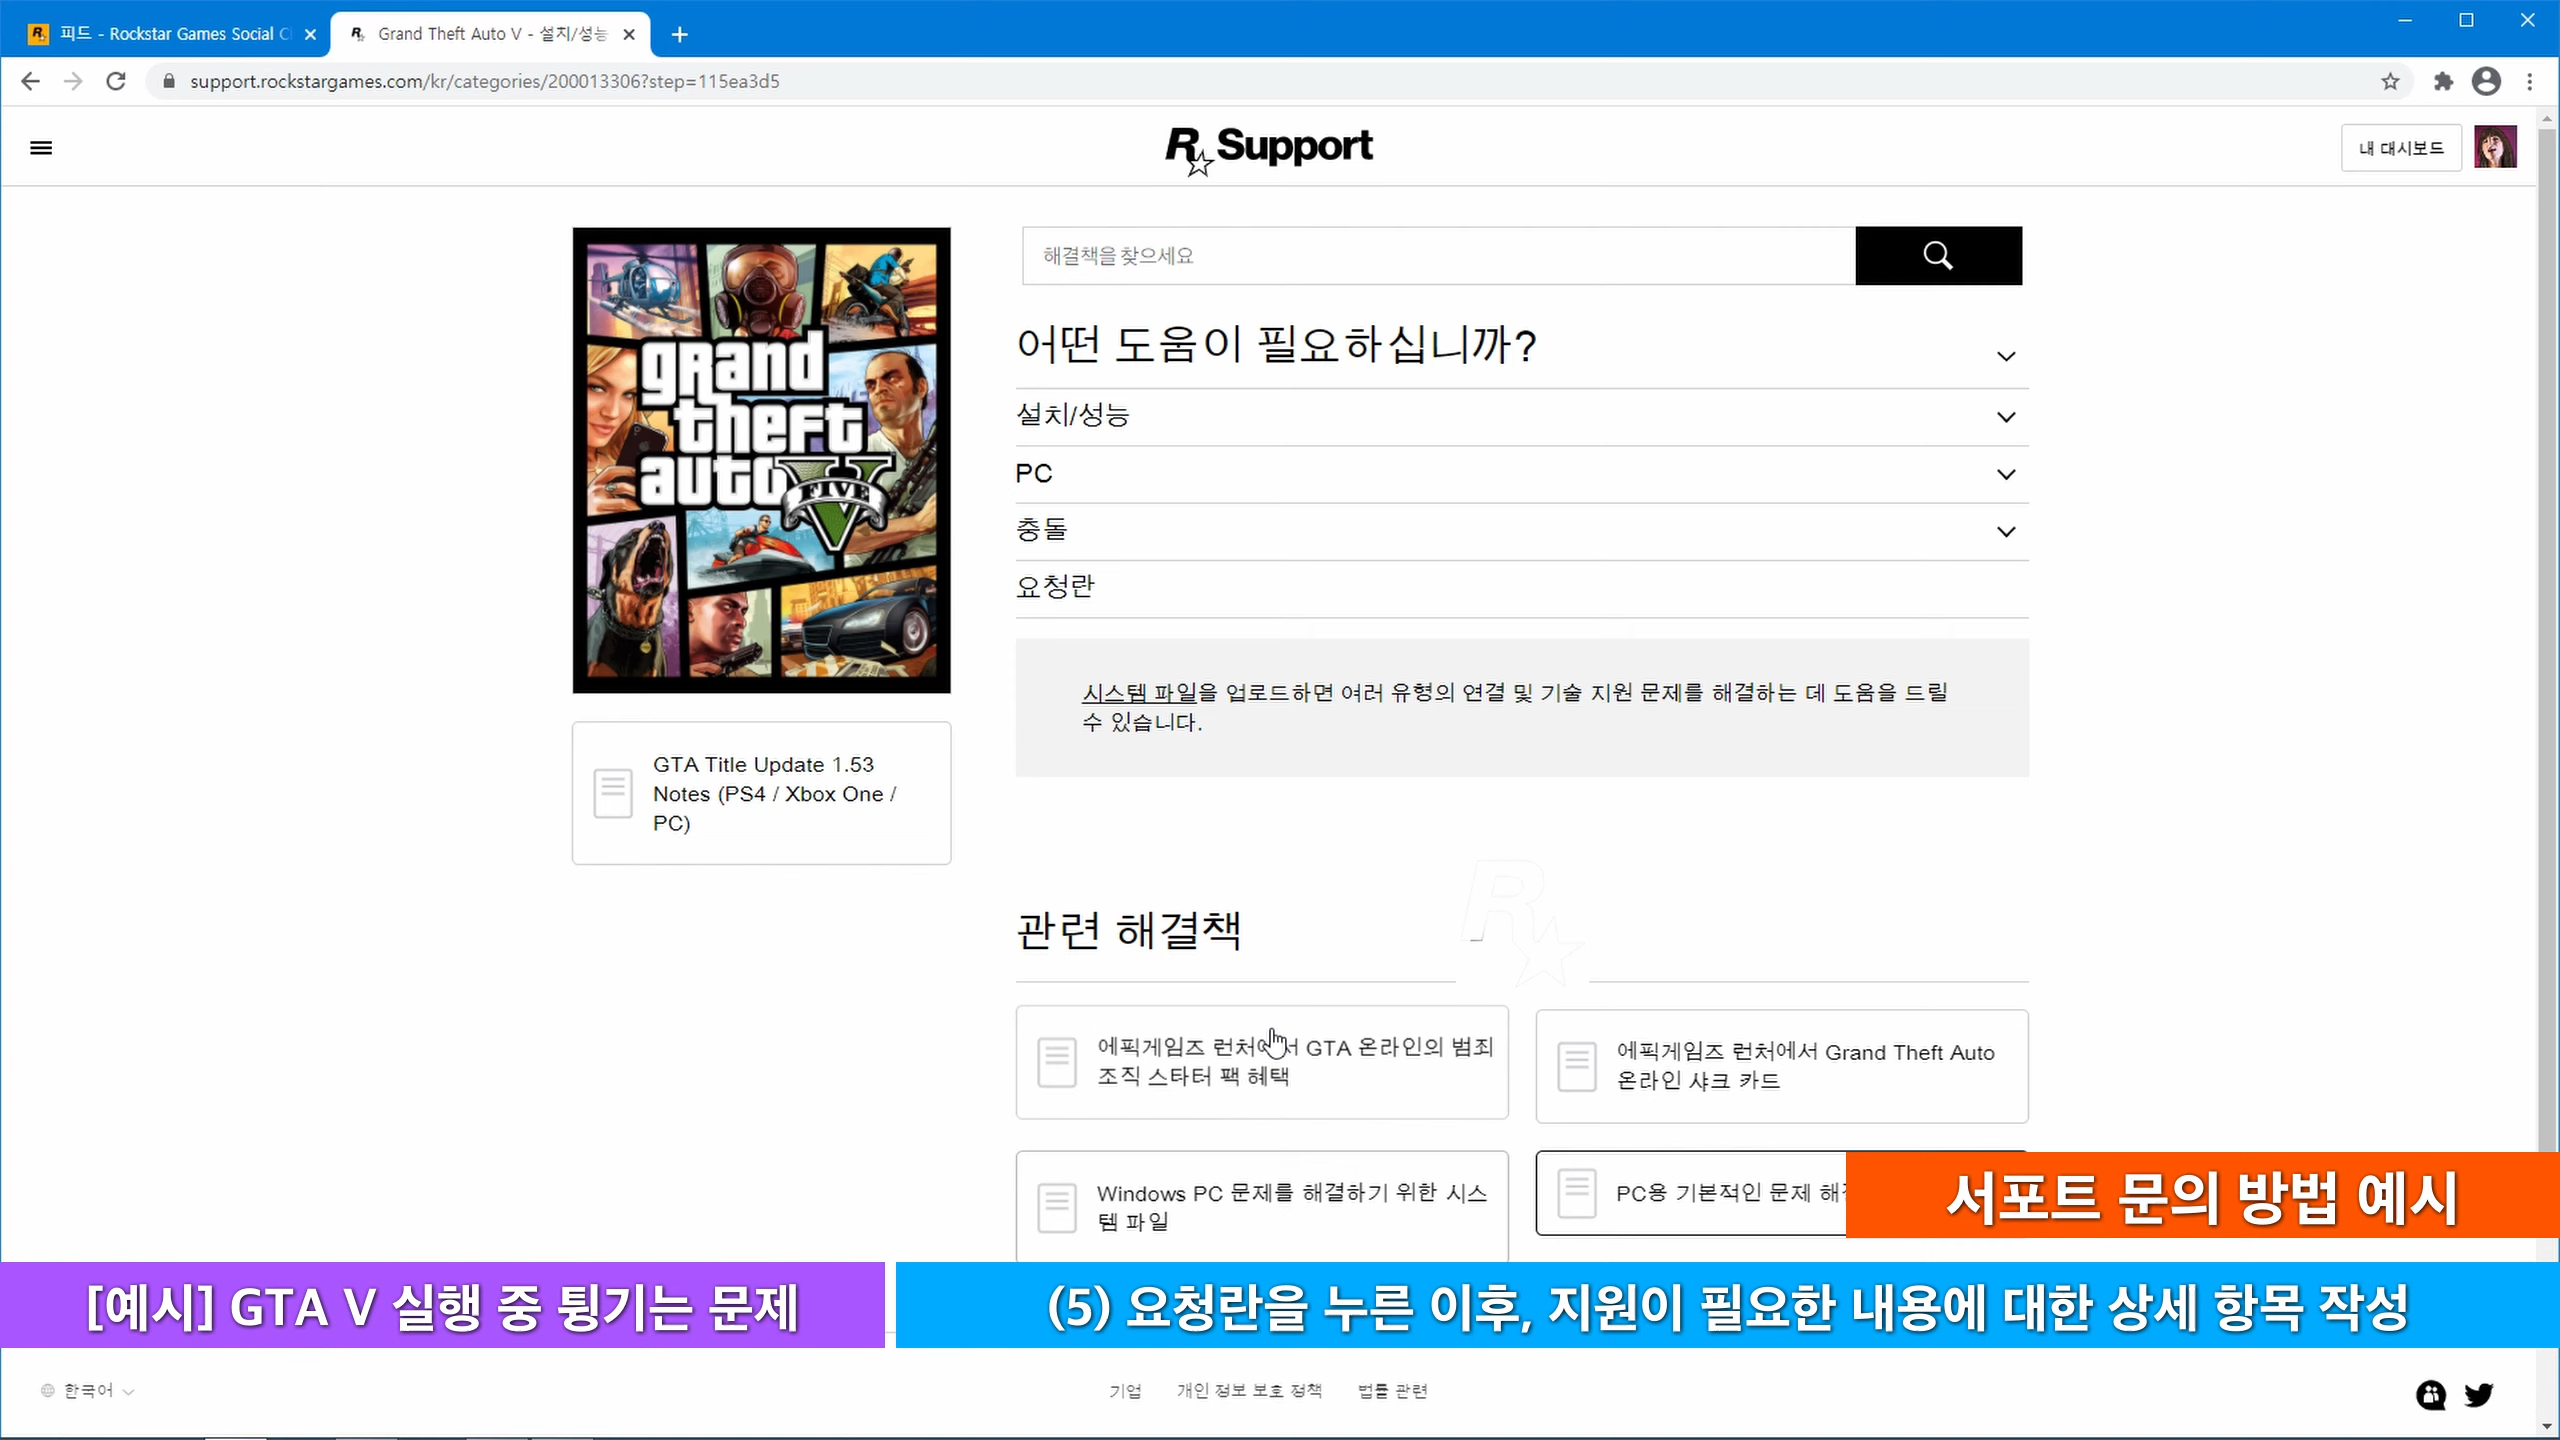 피드 - Rockstar Games Social C
Grand Theft Auto V - 설치/성능
support.rockstargames.com/kr/categories/200013306?step=115ea3d5
R Support
내 대시보드
해결책을 찾으세요
grand
theft
auto V
FIVE
어떤 도움이 필요하십니까?
설치/성능
PC
충돌
요청란
시스템 파일을 업로드하면 여러 유형의 연결 및 기술 지원 문제를 해결하는 데 도움을 드릴
수 있습니다.
GTA Title Update 1.53
Notes (PS4 / Xbox One /
PC)
관련 해결책
에픽게임즈 런처에서 GTA 온라인의 범죄
조직 스타터 팩 혜택
에픽게임즈 런처에서 Grand Theft Auto
온라인 샤크 카드
Windows PC 문제를 해결하기 위한 시스
템 파일
PC용 기본적인 문제
서포트 문의 방법 예시
[예시] GTA V 실행 중 튕기는 문제
(5) 요청란을 누른 이후, 지원이 필요한 내용에 대한 상세 항목 작성
한국어
기업
개인 정보 보호 정책
법률 관련